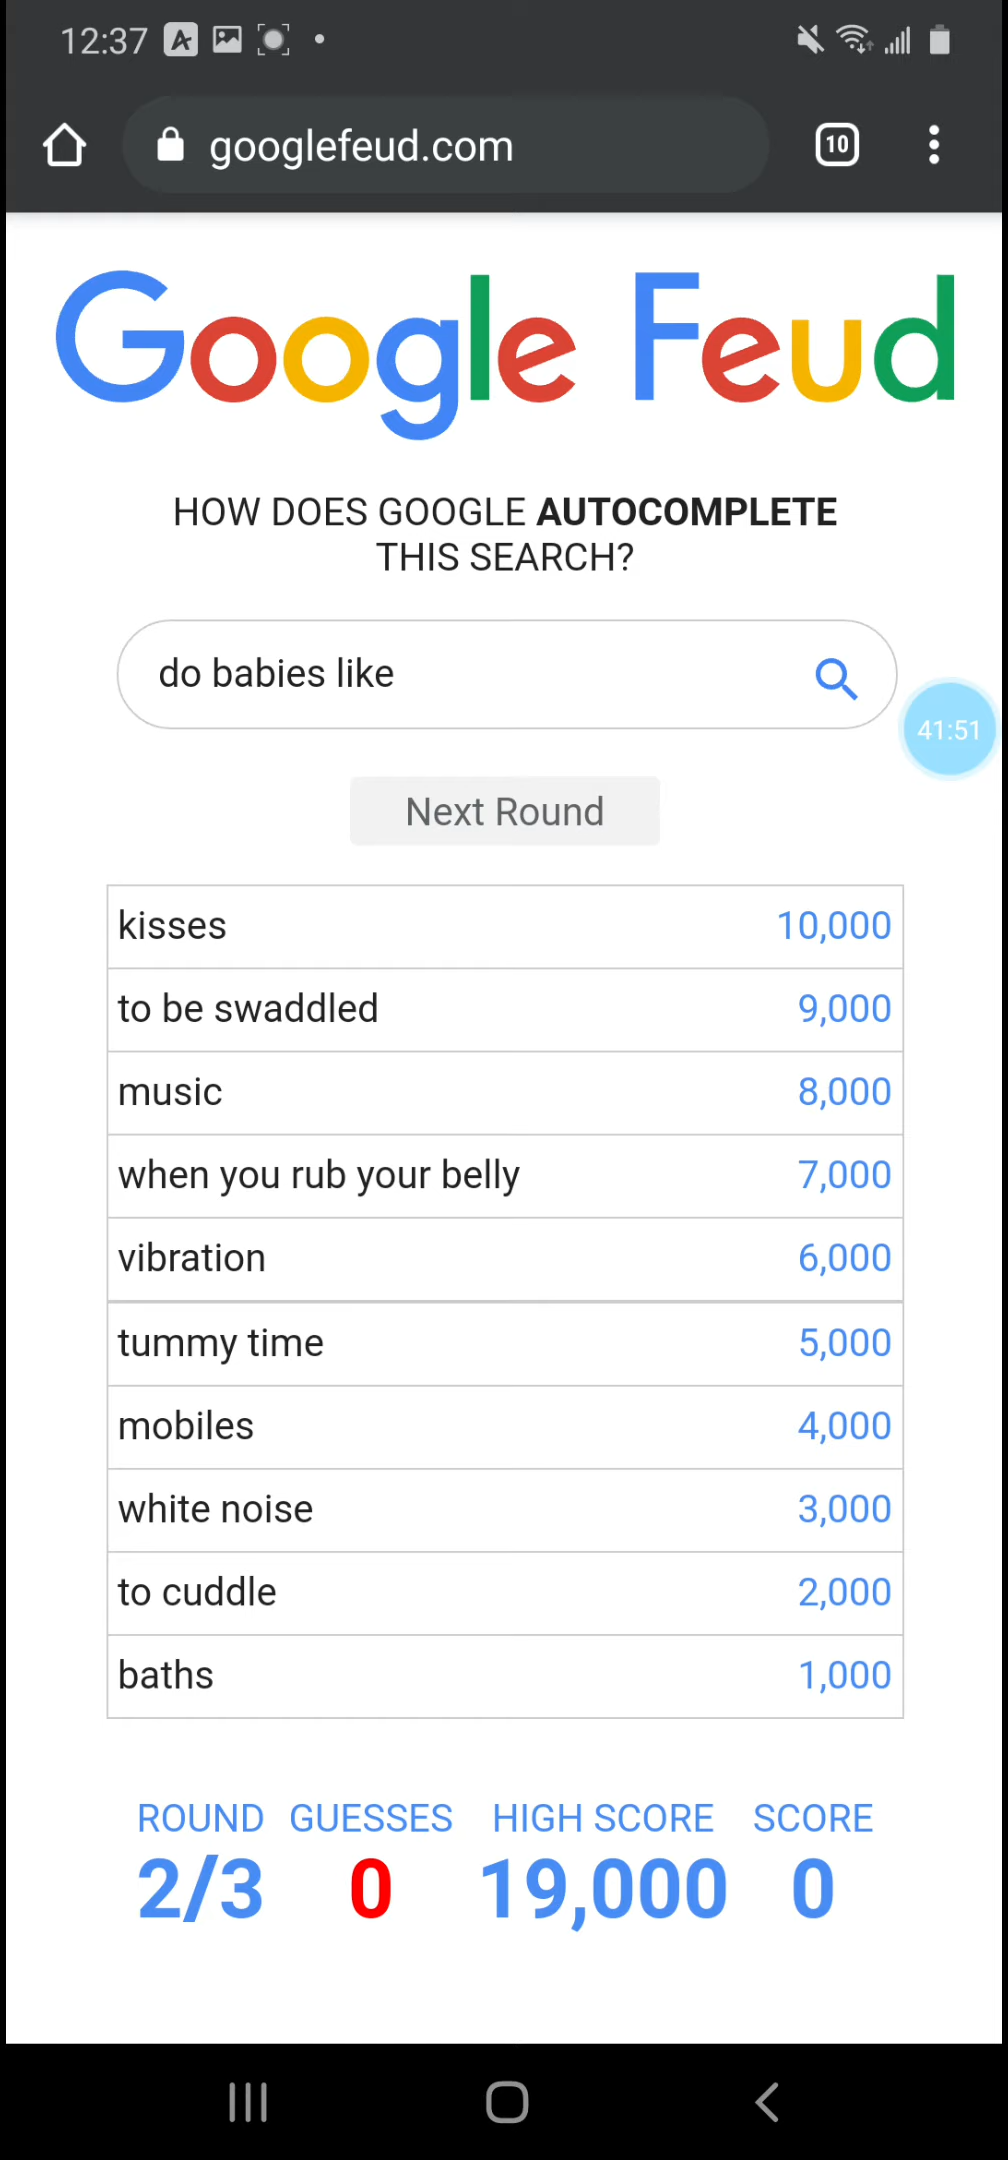 12:37
googlefeud.com
10
Google Feud
HOW DOES GOOGLE AUTOCOMPLETE
THIS SEARCH?
do babies like
41:51
Next Round
kisses 10,000
to be swaddled 9,000
music 8,000
when you rub your belly 7,000
vibration 6,000
tummy time 5,000
mobiles 4,000
white noise 3,000
to cuddle 2,000
baths 1,000
ROUND GUESSES HIGH SCORE SCORE
2/3 0 19,000 0